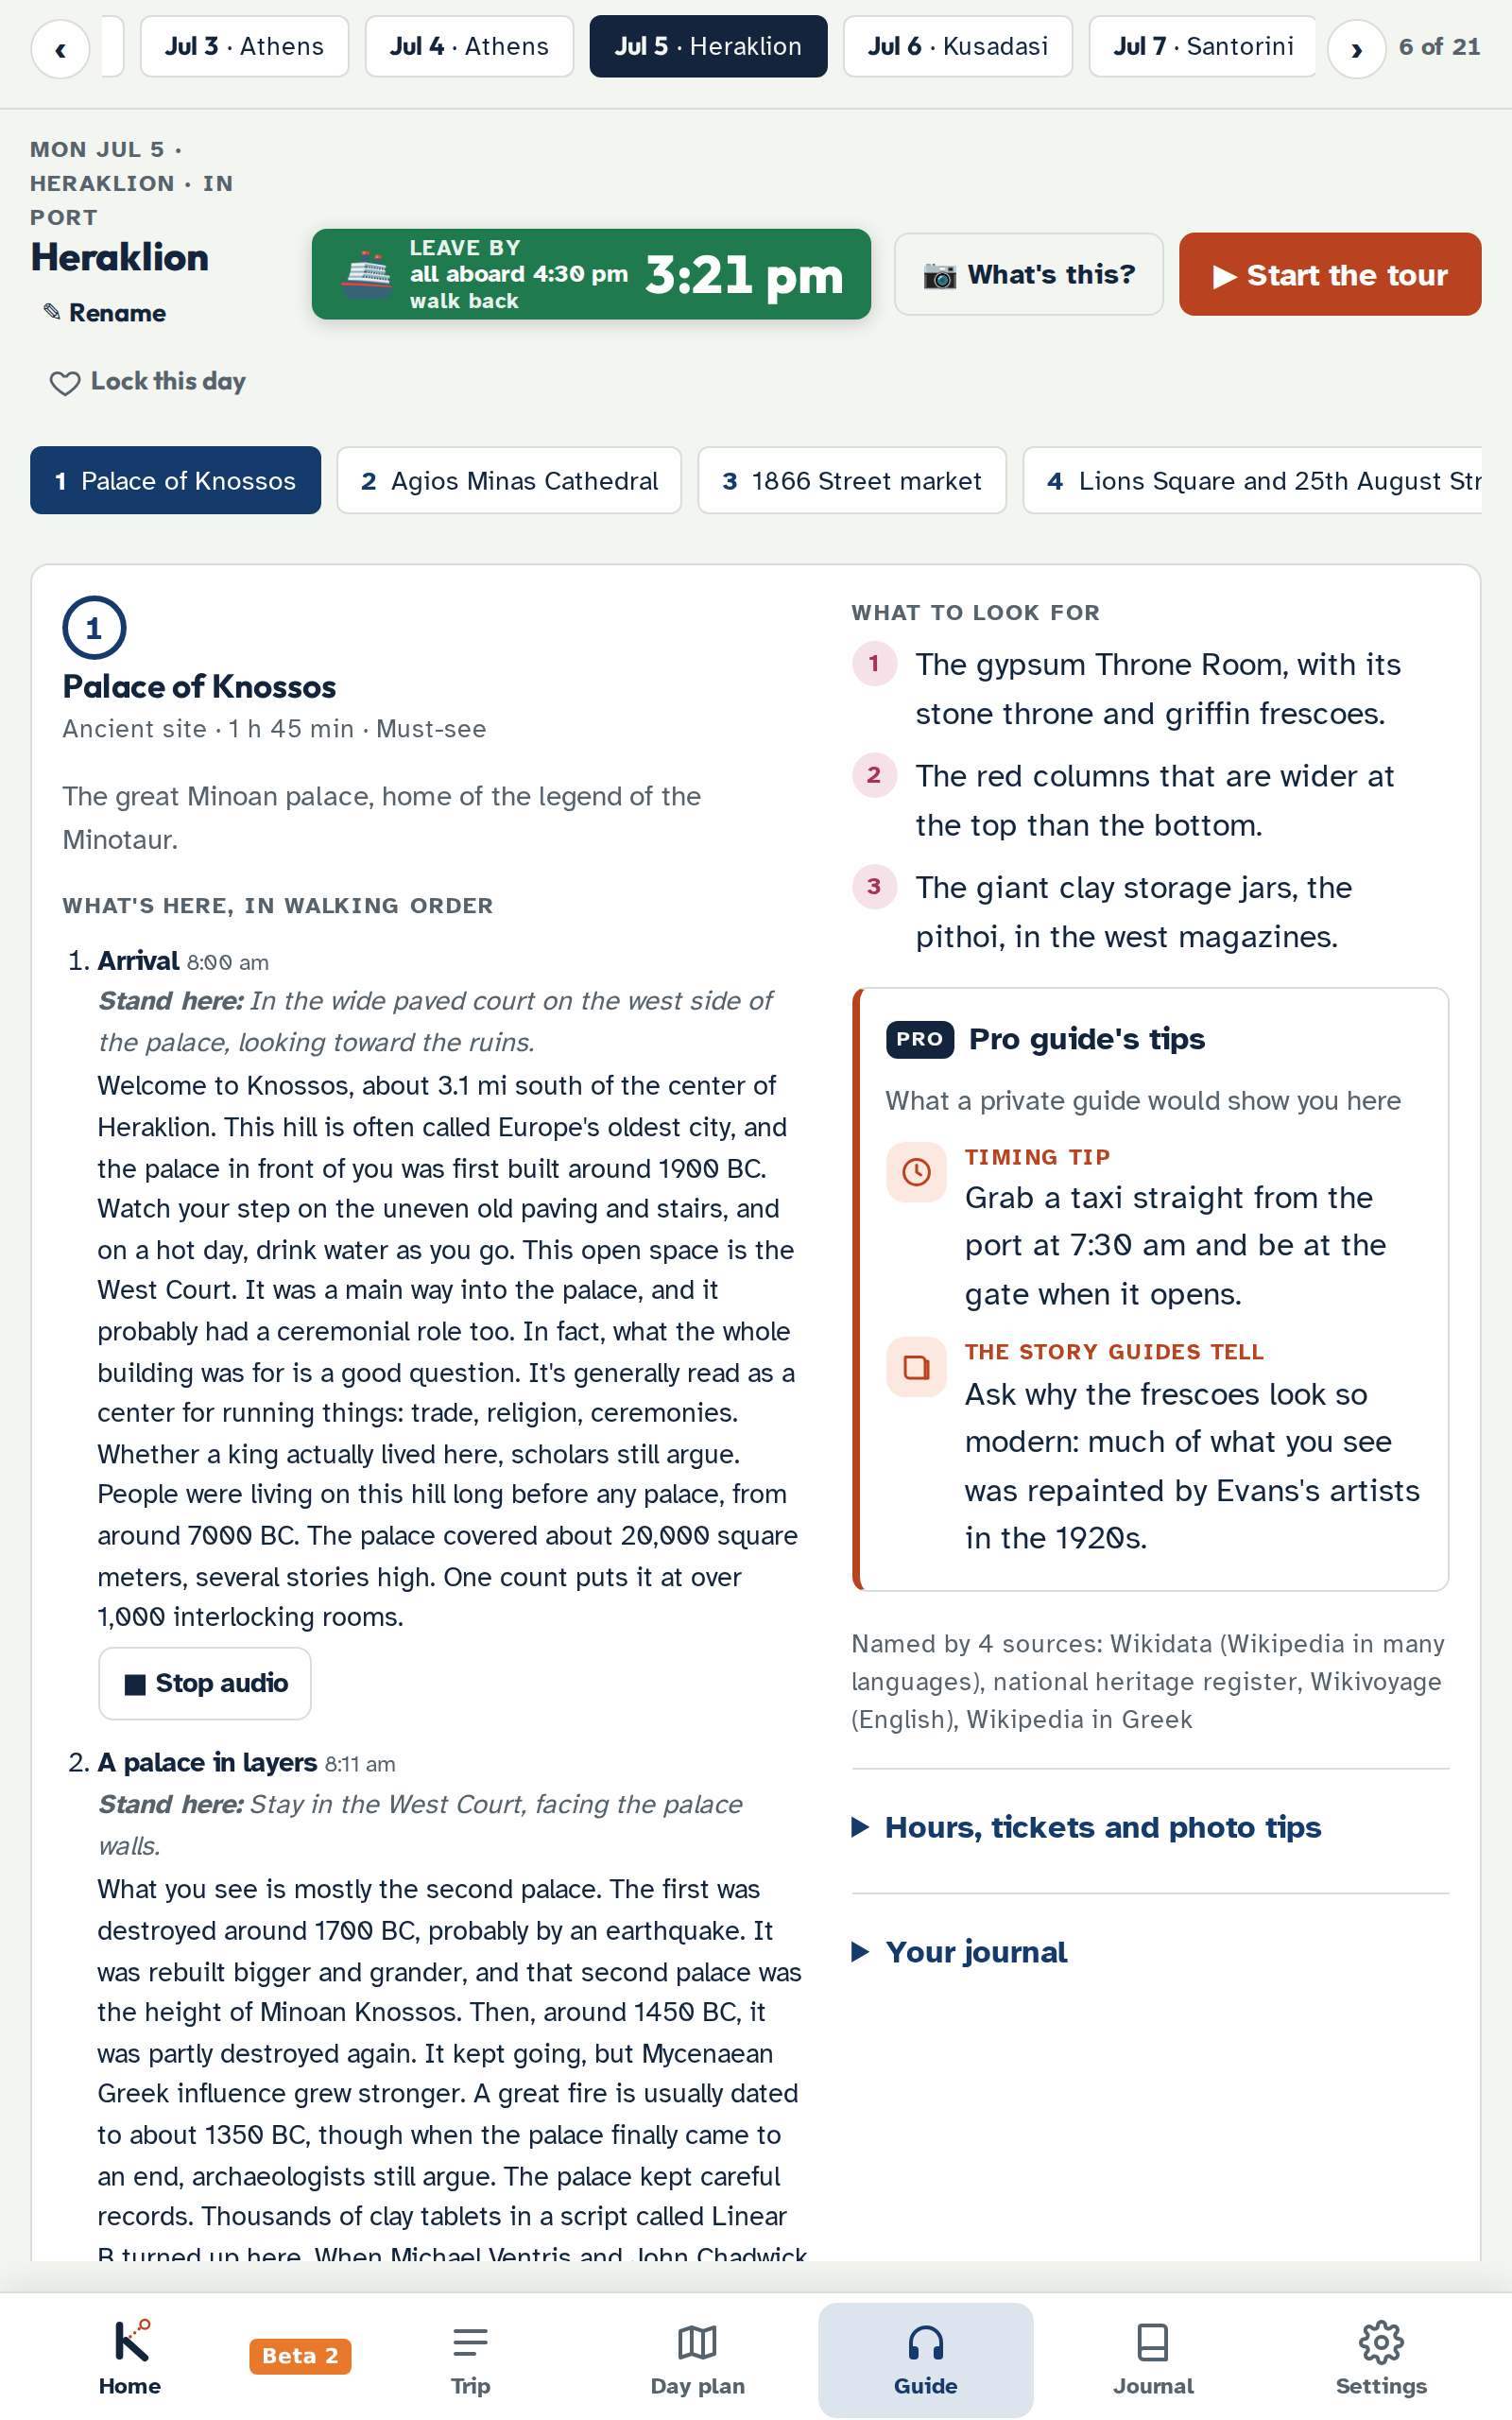 ‹
Jul 3 · Athens
Jul 4 · Athens
Jul 5 · Heraklion
Jul 6 · Kusadasi
Jul 7 · Santorini
›
6 of 21
MON JUL 5 ·
HERAKLION · IN
PORT
Heraklion
✎ Rename
Lock this day
LEAVE BY
all aboard 4:30 pm
walk back
3:21 pm
What's this?
▶ Start the tour
1 Palace of Knossos
2 Agios Minas Cathedral
3 1866 Street market
4 Lions Square and 25th August Str
1
Palace of Knossos
Ancient site · 1 h 45 min · Must-see
The great Minoan palace, home of the legend of the
Minotaur.
WHAT'S HERE, IN WALKING ORDER
1. Arrival 8:00 am
Stand here: In the wide paved court on the west side of
the palace, looking toward the ruins.
Welcome to Knossos, about 3.1 mi south of the center of
Heraklion. This hill is often called Europe's oldest city, and
the palace in front of you was first built around 1900 BC.
Watch your step on the uneven old paving and stairs, and
on a hot day, drink water as you go. This open space is the
West Court. It was a main way into the palace, and it
probably had a ceremonial role too. In fact, what the whole
building was for is a good question. It's generally read as a
center for running things: trade, religion, ceremonies.
Whether a king actually lived here, scholars still argue.
People were living on this hill long before any palace, from
around 7000 BC. The palace covered about 20,000 square
meters, several stories high. One count puts it at over
1,000 interlocking rooms.
■ Stop audio
2. A palace in layers 8:11 am
Stand here: Stay in the West Court, facing the palace
walls.
What you see is mostly the second palace. The first was
destroyed around 1700 BC, probably by an earthquake. It
was rebuilt bigger and grander, and that second palace was
the height of Minoan Knossos. Then, around 1450 BC, it
was partly destroyed again. It kept going, but Mycenaean
Greek influence grew stronger. A great fire is usually dated
to about 1350 BC, though when the palace finally came to
an end, archaeologists still argue. The palace kept careful
records. Thousands of clay tablets in a script called Linear
B turned up here. When Michael Ventris and John Chadwick
WHAT TO LOOK FOR
1 The gypsum Throne Room, with its
stone throne and griffin frescoes.
2 The red columns that are wider at
the top than the bottom.
3 The giant clay storage jars, the
pithoi, in the west magazines.
PRO Pro guide's tips
What a private guide would show you here
TIMING TIP
Grab a taxi straight from the
port at 7:30 am and be at the
gate when it opens.
THE STORY GUIDES TELL
Ask why the frescoes look so
modern: much of what you see
was repainted by Evans's artists
in the 1920s.
Named by 4 sources: Wikidata (Wikipedia in many
languages), national heritage register, Wikivoyage
(English), Wikipedia in Greek
▶ Hours, tickets and photo tips
▶ Your journal
Home
Beta 2
Trip
Day plan
Guide
Journal
Settings